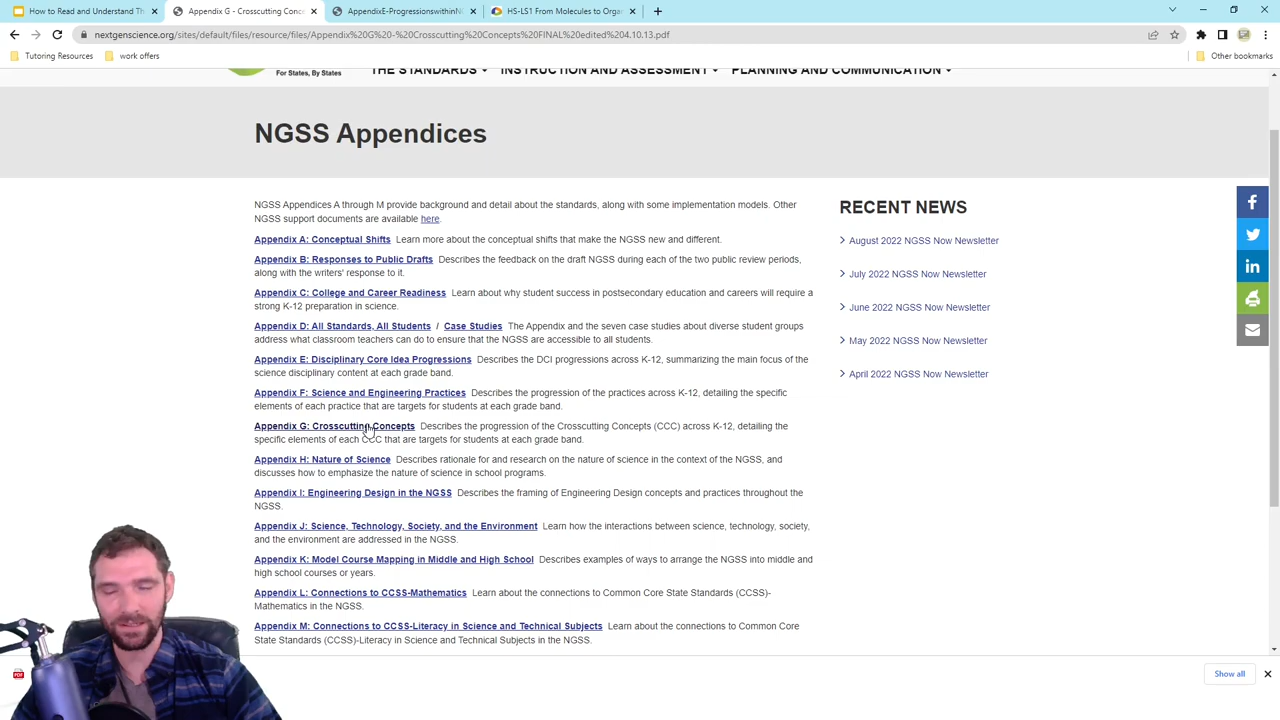 How to Read and Understand Th
Appendix G - Crosscutting Conce
AppendixE-ProgressionswithinN
HS-LS1 From Molecules to Orga
nextgenscience.org/sites/default/files/resource/files/Appendix%20G%20-%20Crosscutting%20Concepts%20FINAL%20edited%204.10.13.pdf
Tutoring Resources
work offers
Other bookmarks
For States, By States
THE STANDARDS
INSTRUCTION AND ASSESSMENT
PLANNING AND COMMUNICATION
NGSS Appendices
NGSS Appendices A through M provide background and detail about the standards, along with some implementation models. Other
NGSS support documents are available here.
Appendix A: Conceptual Shifts Learn more about the conceptual shifts that make the NGSS new and different.
Appendix B: Responses to Public Drafts Describes the feedback on the draft NGSS during each of the two public review periods,
along with the writers' response to it.
Appendix C: College and Career Readiness Learn about why student success in postsecondary education and careers will require a
strong K-12 preparation in science.
Appendix D: All Standards, All Students / Case Studies The Appendix and the seven case studies about diverse student groups
address what classroom teachers can do to ensure that the NGSS are accessible to all students.
Appendix E: Disciplinary Core Idea Progressions Describes the DCI progressions across K-12, summarizing the main focus of the
science disciplinary content at each grade band.
Appendix F: Science and Engineering Practices Describes the progression of the practices across K-12, detailing the specific
elements of each practice that are targets for students at each grade band.
Appendix G: Crosscutting Concepts Describes the progression of the Crosscutting Concepts (CCC) across K-12, detailing the
specific elements of each CCC that are targets for students at each grade band.
Appendix H: Nature of Science Describes rationale for and research on the nature of science in the context of the NGSS, and
discusses how to emphasize the nature of science in school programs.
Appendix I: Engineering Design in the NGSS Describes the framing of Engineering Design concepts and practices throughout the
NGSS.
Appendix J: Science, Technology, Society, and the Environment Learn how the interactions between science, technology, society,
and the environment are addressed in the NGSS.
Appendix K: Model Course Mapping in Middle and High School Describes examples of ways to arrange the NGSS into middle and
high school courses or years.
Appendix L: Connections to CCSS-Mathematics Learn about the connections to Common Core State Standards (CCSS)-
Mathematics in the NGSS.
Appendix M: Connections to CCSS-Literacy in Science and Technical Subjects Learn about the connections to Common Core
State Standards (CCSS)-Literacy in Science and Technical Subjects in the NGSS.
RECENT NEWS
August 2022 NGSS Now Newsletter
July 2022 NGSS Now Newsletter
June 2022 NGSS Now Newsletter
May 2022 NGSS Now Newsletter
April 2022 NGSS Now Newsletter
Show all